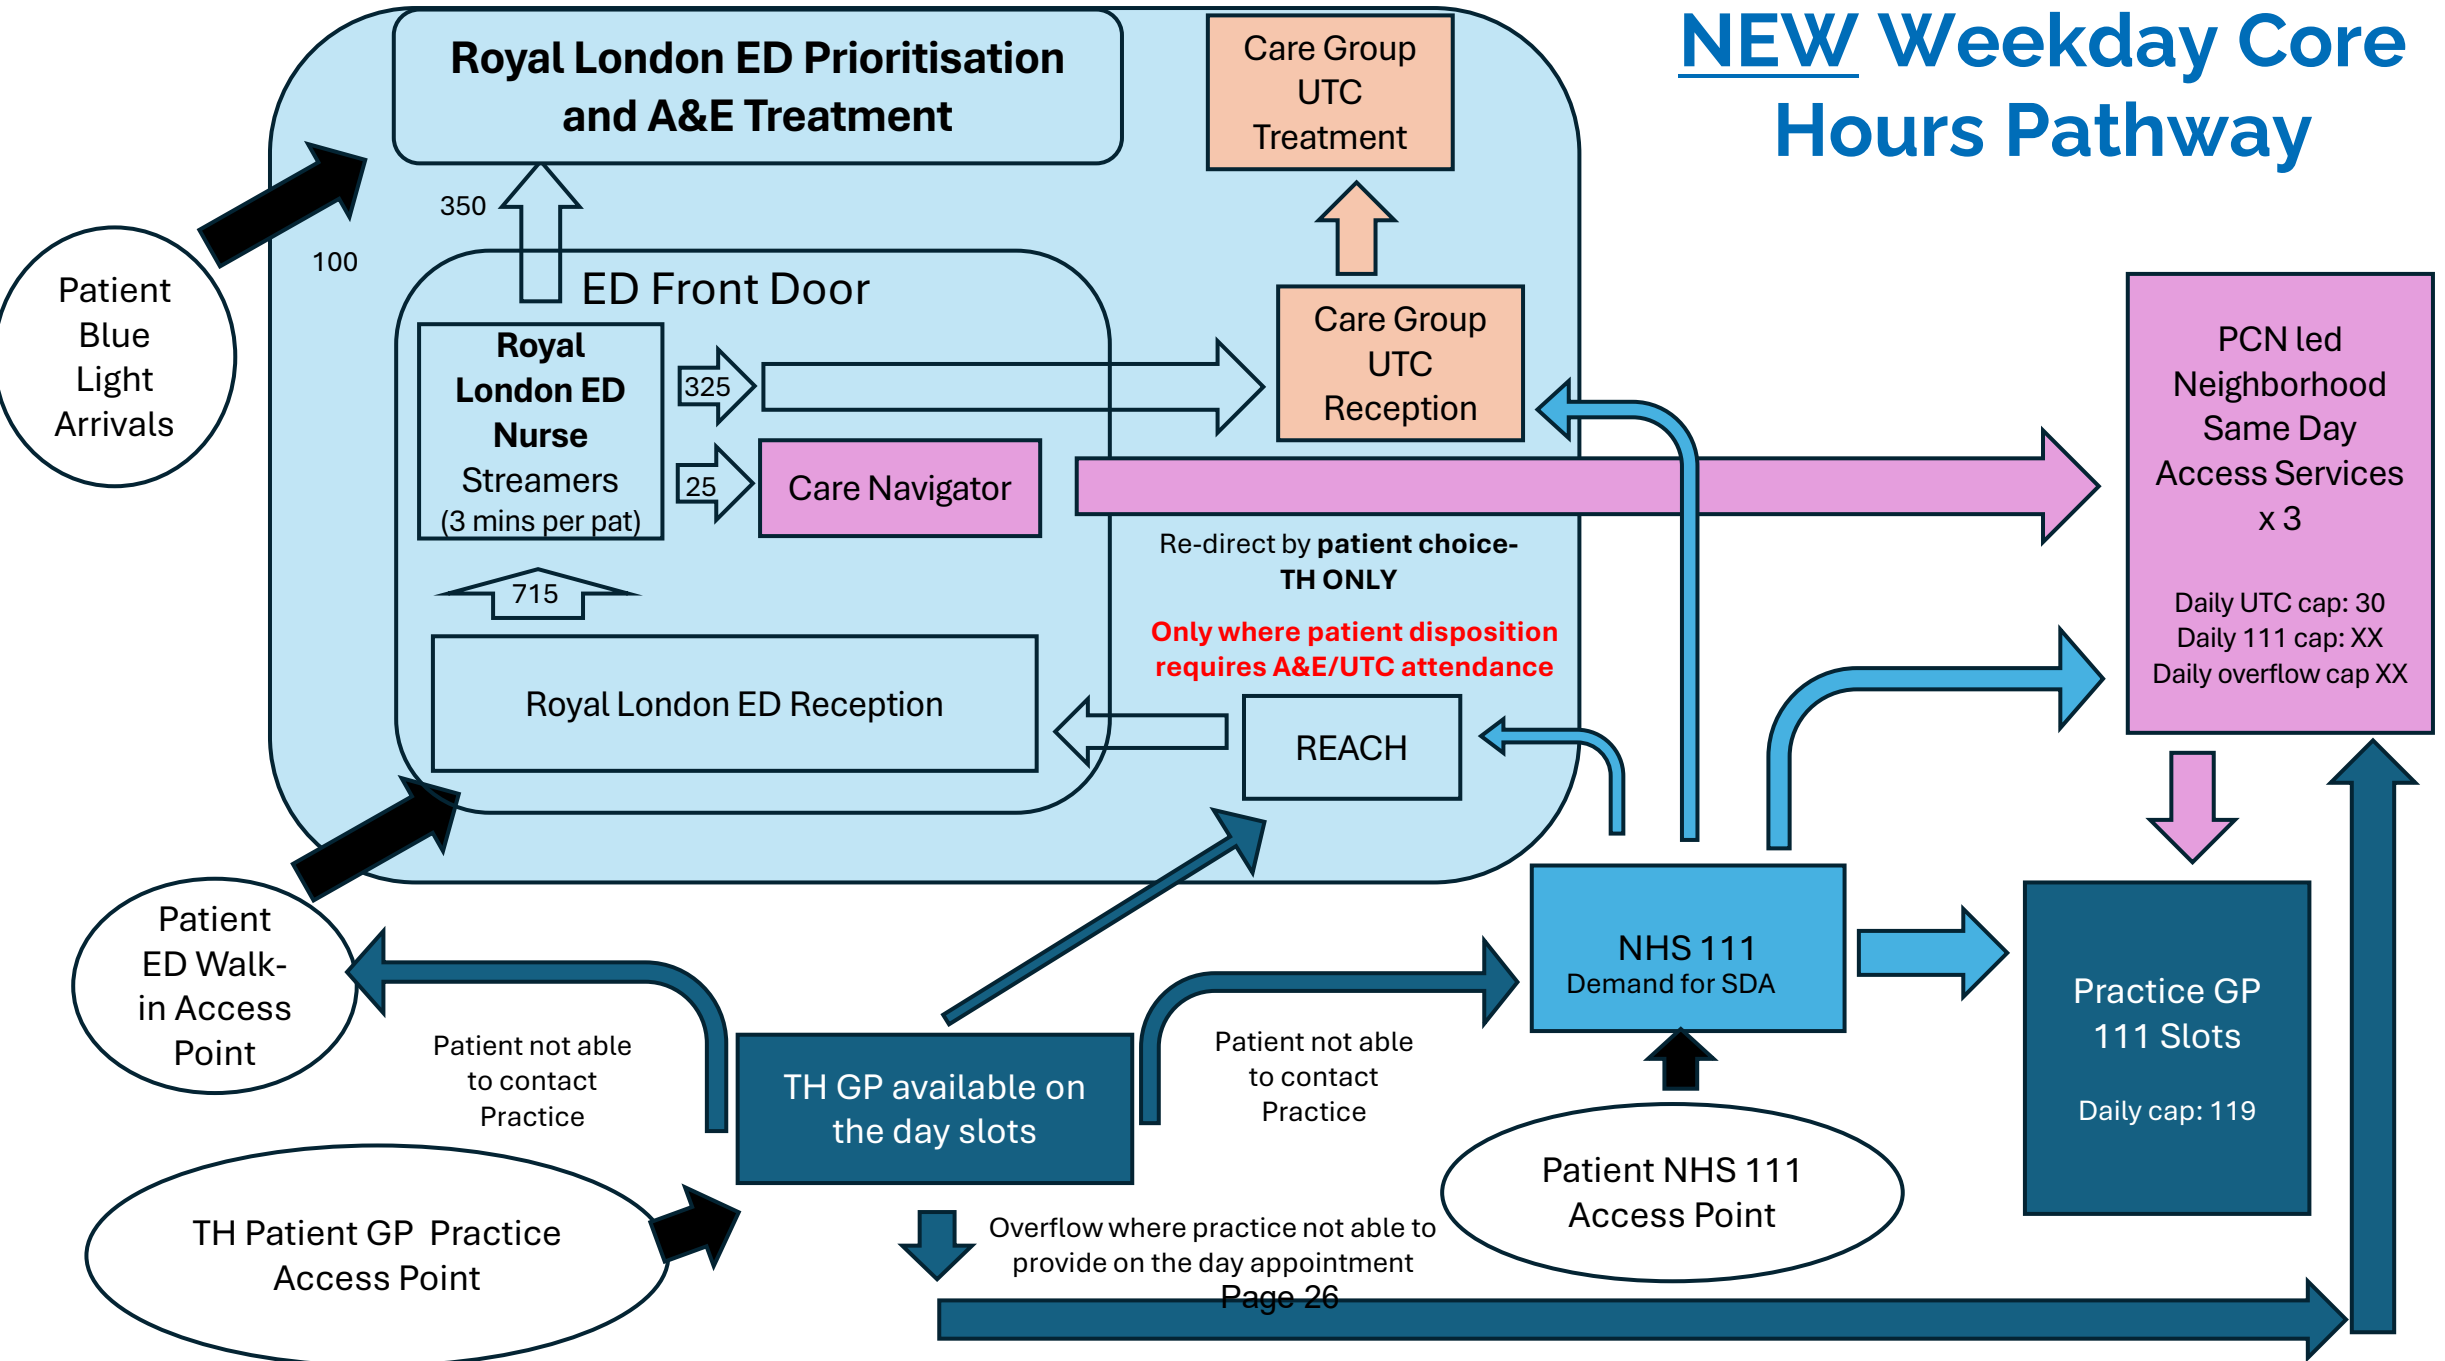 NEW Weekday Core
Hours Pathway
Royal London ED Prioritisation
and A&E Treatment
Care Group
UTC
Treatment
350
100
Patient
Blue
Light
Arrivals
ED Front Door
Royal
London ED
Nurse
Streamers
(3 mins per pat)
325
25
Care Navigator
Care Group
UTC
Reception
PCN led
Neighborhood
Same Day
Access Services
x 3
Daily UTC cap: 30
Daily 111 cap: XX
Daily overflow cap XX
Re-direct by patient choice-
TH ONLY
Only where patient disposition
requires A&E/UTC attendance
715
Royal London ED Reception
REACH
Patient
ED Walk-
in Access
Point
Patient not able
to contact
Practice
TH GP available on
the day slots
Patient not able
to contact
Practice
NHS 111
Demand for SDA
Practice GP
111 Slots
Daily cap: 119
Patient NHS 111
Access Point
TH Patient GP  Practice
Access Point
Overflow where practice not able to
provide on the day appointment
Page 26